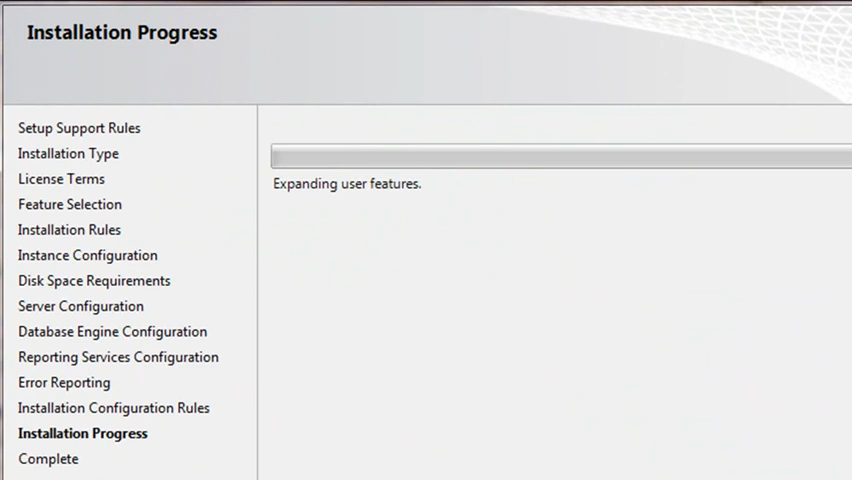 Installation Progress
Setup Support Rules
Installation Type
License Terms
Feature Selection
Installation Rules
Instance Configuration
Disk Space Requirements
Server Configuration
Database Engine Configuration
Reporting Services Configuration
Error Reporting
Installation Configuration Rules
Installation Progress
Complete
Expanding user features.